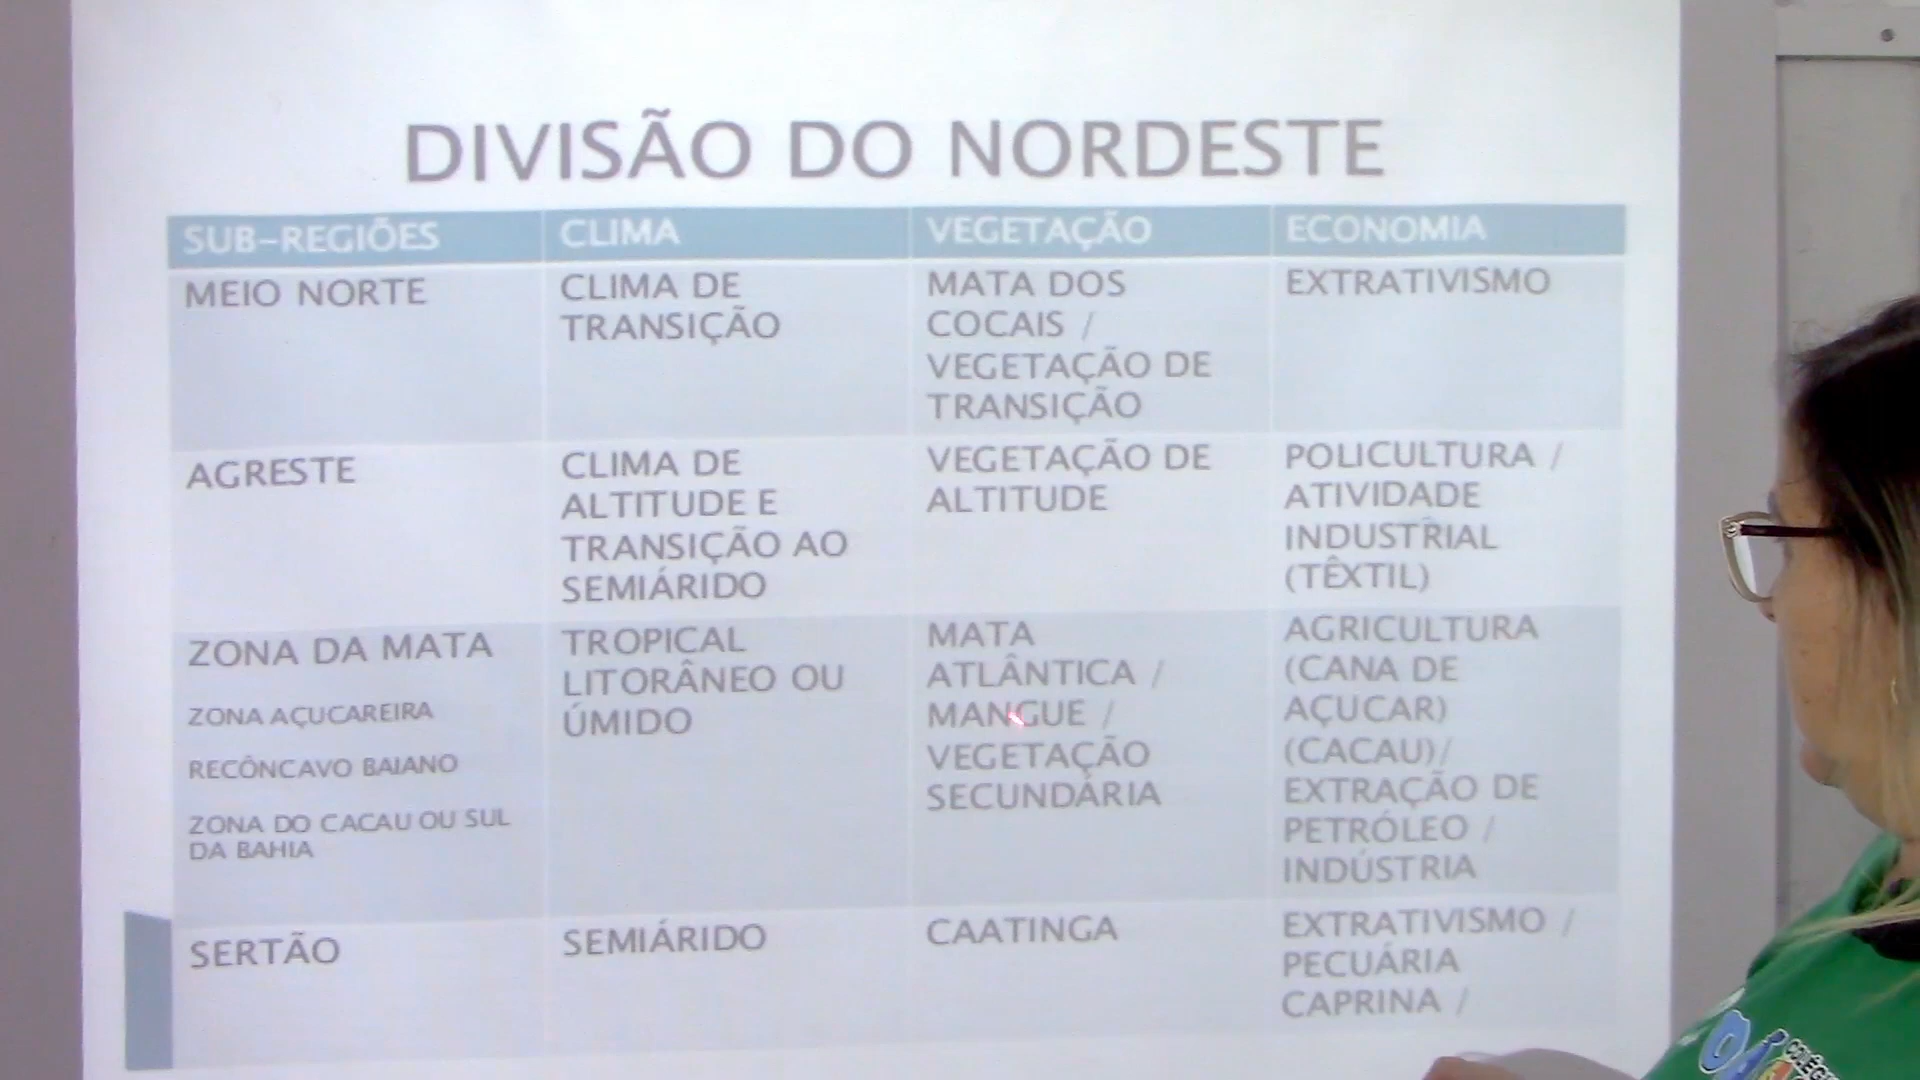 DIVISÃO DO NORDESTE
SUB-REGIÕES
CLIMA
VEGETAÇÃO
ECONOMIA
MEIO NORTE
CLIMA DE
TRANSIÇÃO
MATA DOS
COCAIS /
VEGETAÇÃO DE
TRANSIÇÃO
EXTRATIVISMO
AGRESTE
CLIMA DE
ALTITUDE E
TRANSIÇÃO AO
SEMIÁRIDO
VEGETAÇÃO DE
ALTITUDE
POLICULTURA /
ATIVIDADE
INDUSTRIAL
(TÊXTIL)
ZONA DA MATA
ZONA AÇUCAREIRA
RECÔNCAVO BAIANO
ZONA DO CACAU OU SUL
DA BAHIA
TROPICAL
LITORÂNEO OU
ÚMIDO
MATA
ATLÂNTICA /
MANGUE /
VEGETAÇÃO
SECUNDÁRIA
AGRICULTURA
(CANA DE
AÇUCAR)
(CACAU)/
EXTRAÇÃO DE
PETRÓLEO /
INDÚSTRIA
SERTÃO
SEMIÁRIDO
CAATINGA
EXTRATIVISMO /
PECUÁRIA
CAPRINA /